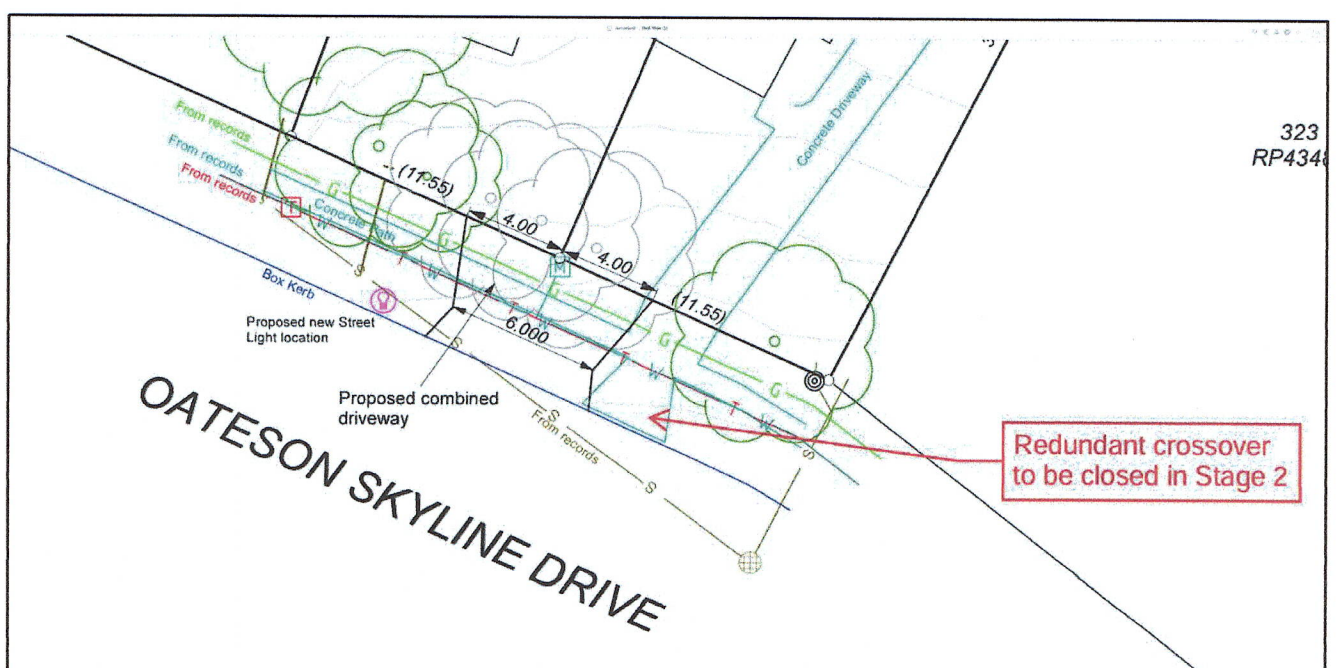 323
RP4348
Concrete Driveway
From records
From records
From records
(11.55)
4.00
4.00
(11.55)
G
G
G
G
G
T
Concrete Path
W
T
W
T
W
T
W
T
W
M
S
S
S
S
S
S
S
Box Kerb
6.000
Proposed new Street
Light location
Proposed combined
driveway
From records
OATESON SKYLINE DRIVE
Redundant crossover
to be closed in Stage 2